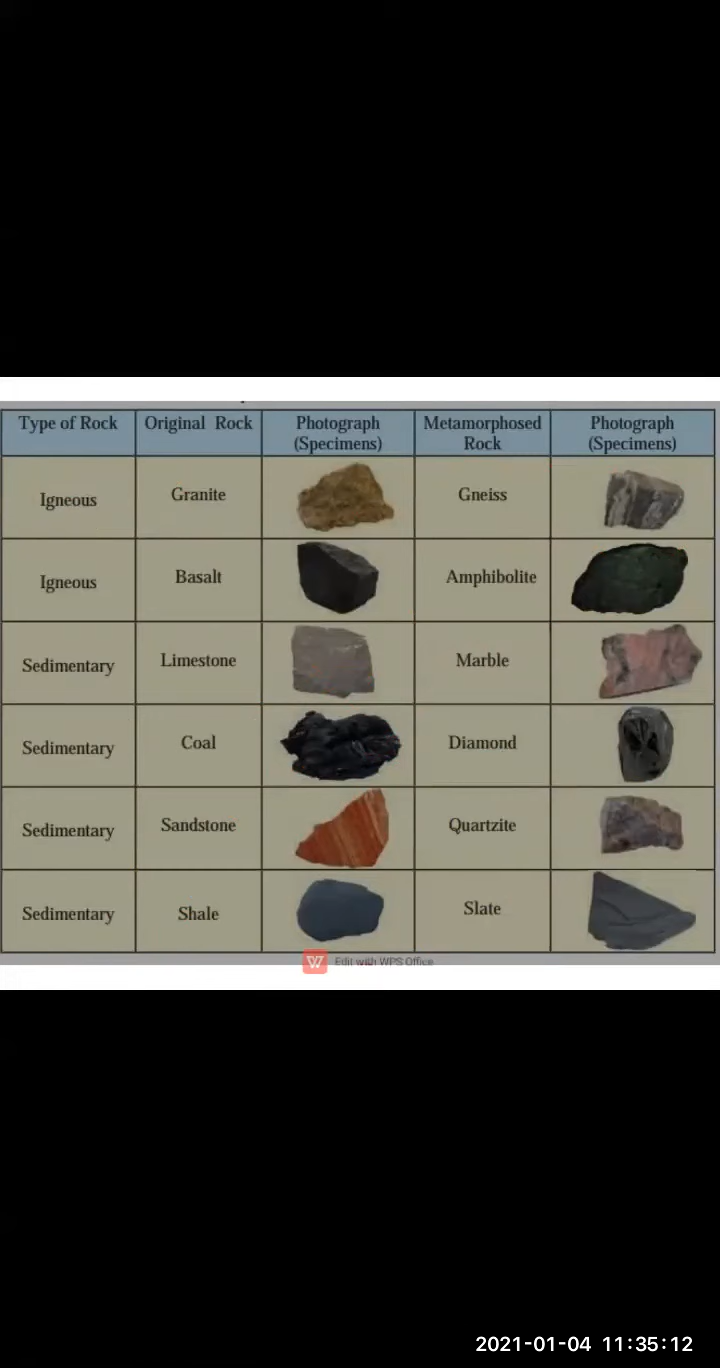 Type of Rock Original Rock Photograph (Specimens) Metamorphosed Rock Photograph (Specimens)
Igneous Granite Gneiss
Igneous Basalt Amphibolite
Sedimentary Limestone Marble
Sedimentary Coal Diamond
Sedimentary Sandstone Quartzite
Sedimentary Shale Slate
Edit with WPS Office
2021-01-04 11:35:12